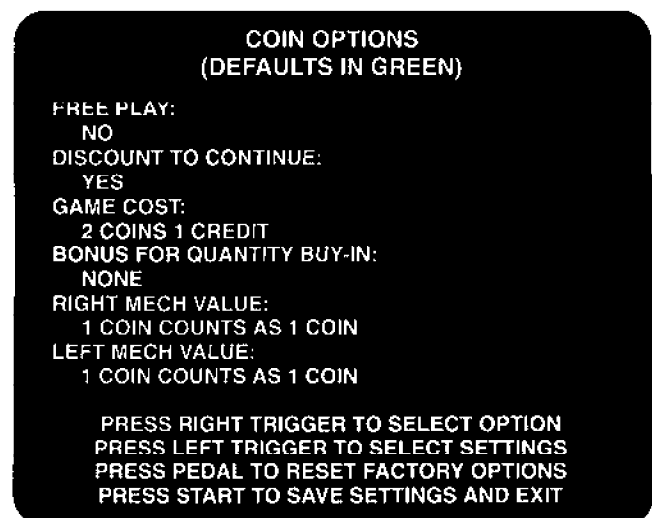 COIN OPTIONS
(DEFAULTS IN GREEN)
FREE PLAY:
NO
DISCOUNT TO CONTINUE:
YES
GAME COST:
2 COINS 1 CREDIT
BONUS FOR QUANTITY BUY-IN:
NONE
RIGHT MECH VALUE:
1 COIN COUNTS AS 1 COIN
LEFT MECH VALUE:
1 COIN COUNTS AS 1 COIN
PRESS RIGHT TRIGGER TO SELECT OPTION
PRESS LEFT TRIGGER TO SELECT SETTINGS
PRESS PEDAL TO RESET FACTORY OPTIONS
PRESS START TO SAVE SETTINGS AND EXIT